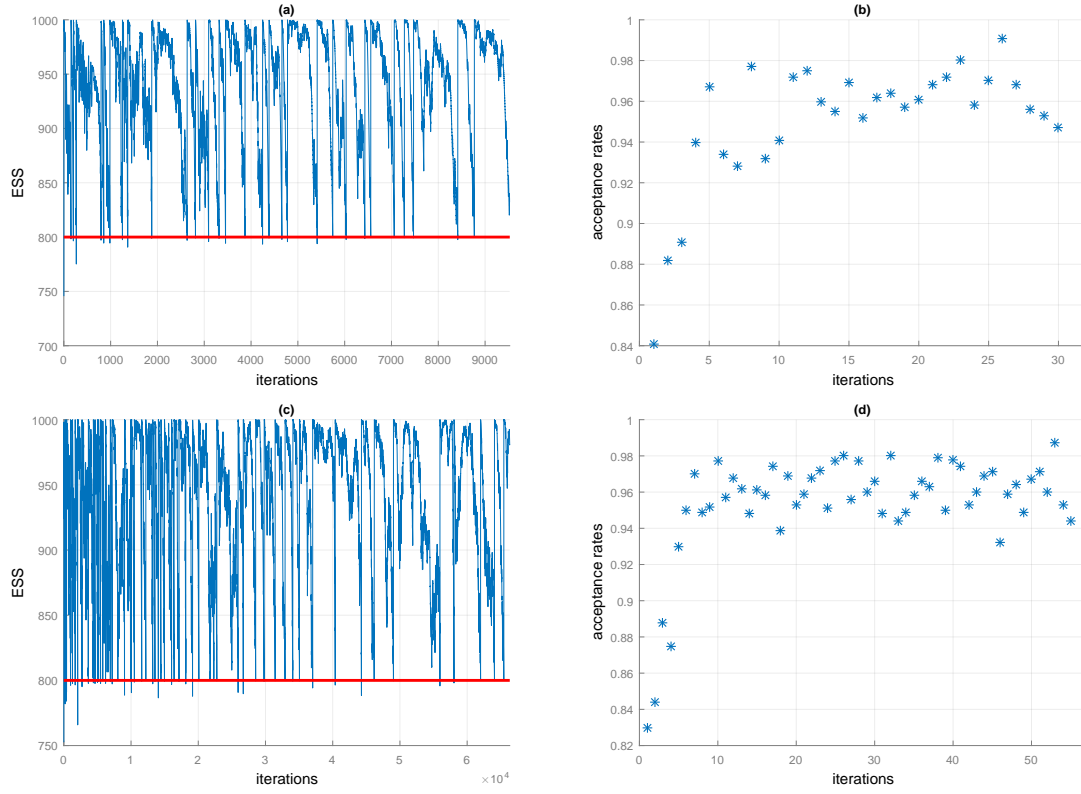 (a)
1000
950
900
850
800
750
700
ESS
0 1000 2000 3000 4000 5000 6000 7000 8000 9000
iterations
(b)
1
0.98
0.96
0.94
0.92
0.9
0.88
0.86
0.84
acceptance rates
0 5 10 15 20 25 30
iterations
(c)
1000
950
900
850
800
750
ESS
0 1 2 3 4 5 6
×10⁴
iterations
(d)
1
0.98
0.96
0.94
0.92
0.9
0.88
0.86
0.84
0.82
acceptance rates
0 10 20 30 40 50
iterations